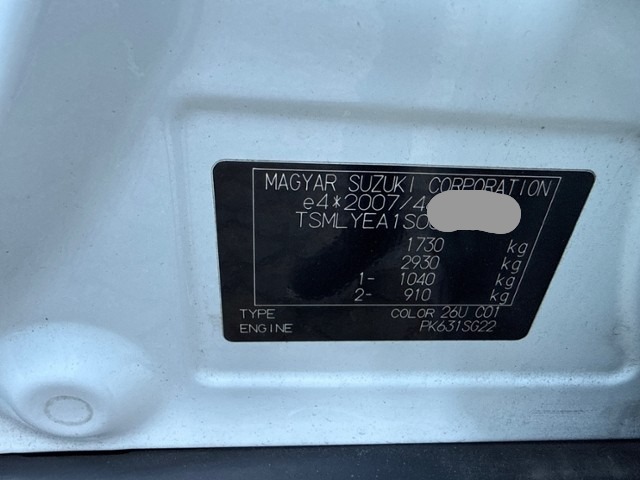 MAGYAR SUZUKI CORPORATION
e4*2007/4
TSMLYEA1S0
1730 kg
2930 kg
1- 1040 kg
2- 910 kg
TYPE COLOR 26U C01
ENGINE PK631SG22